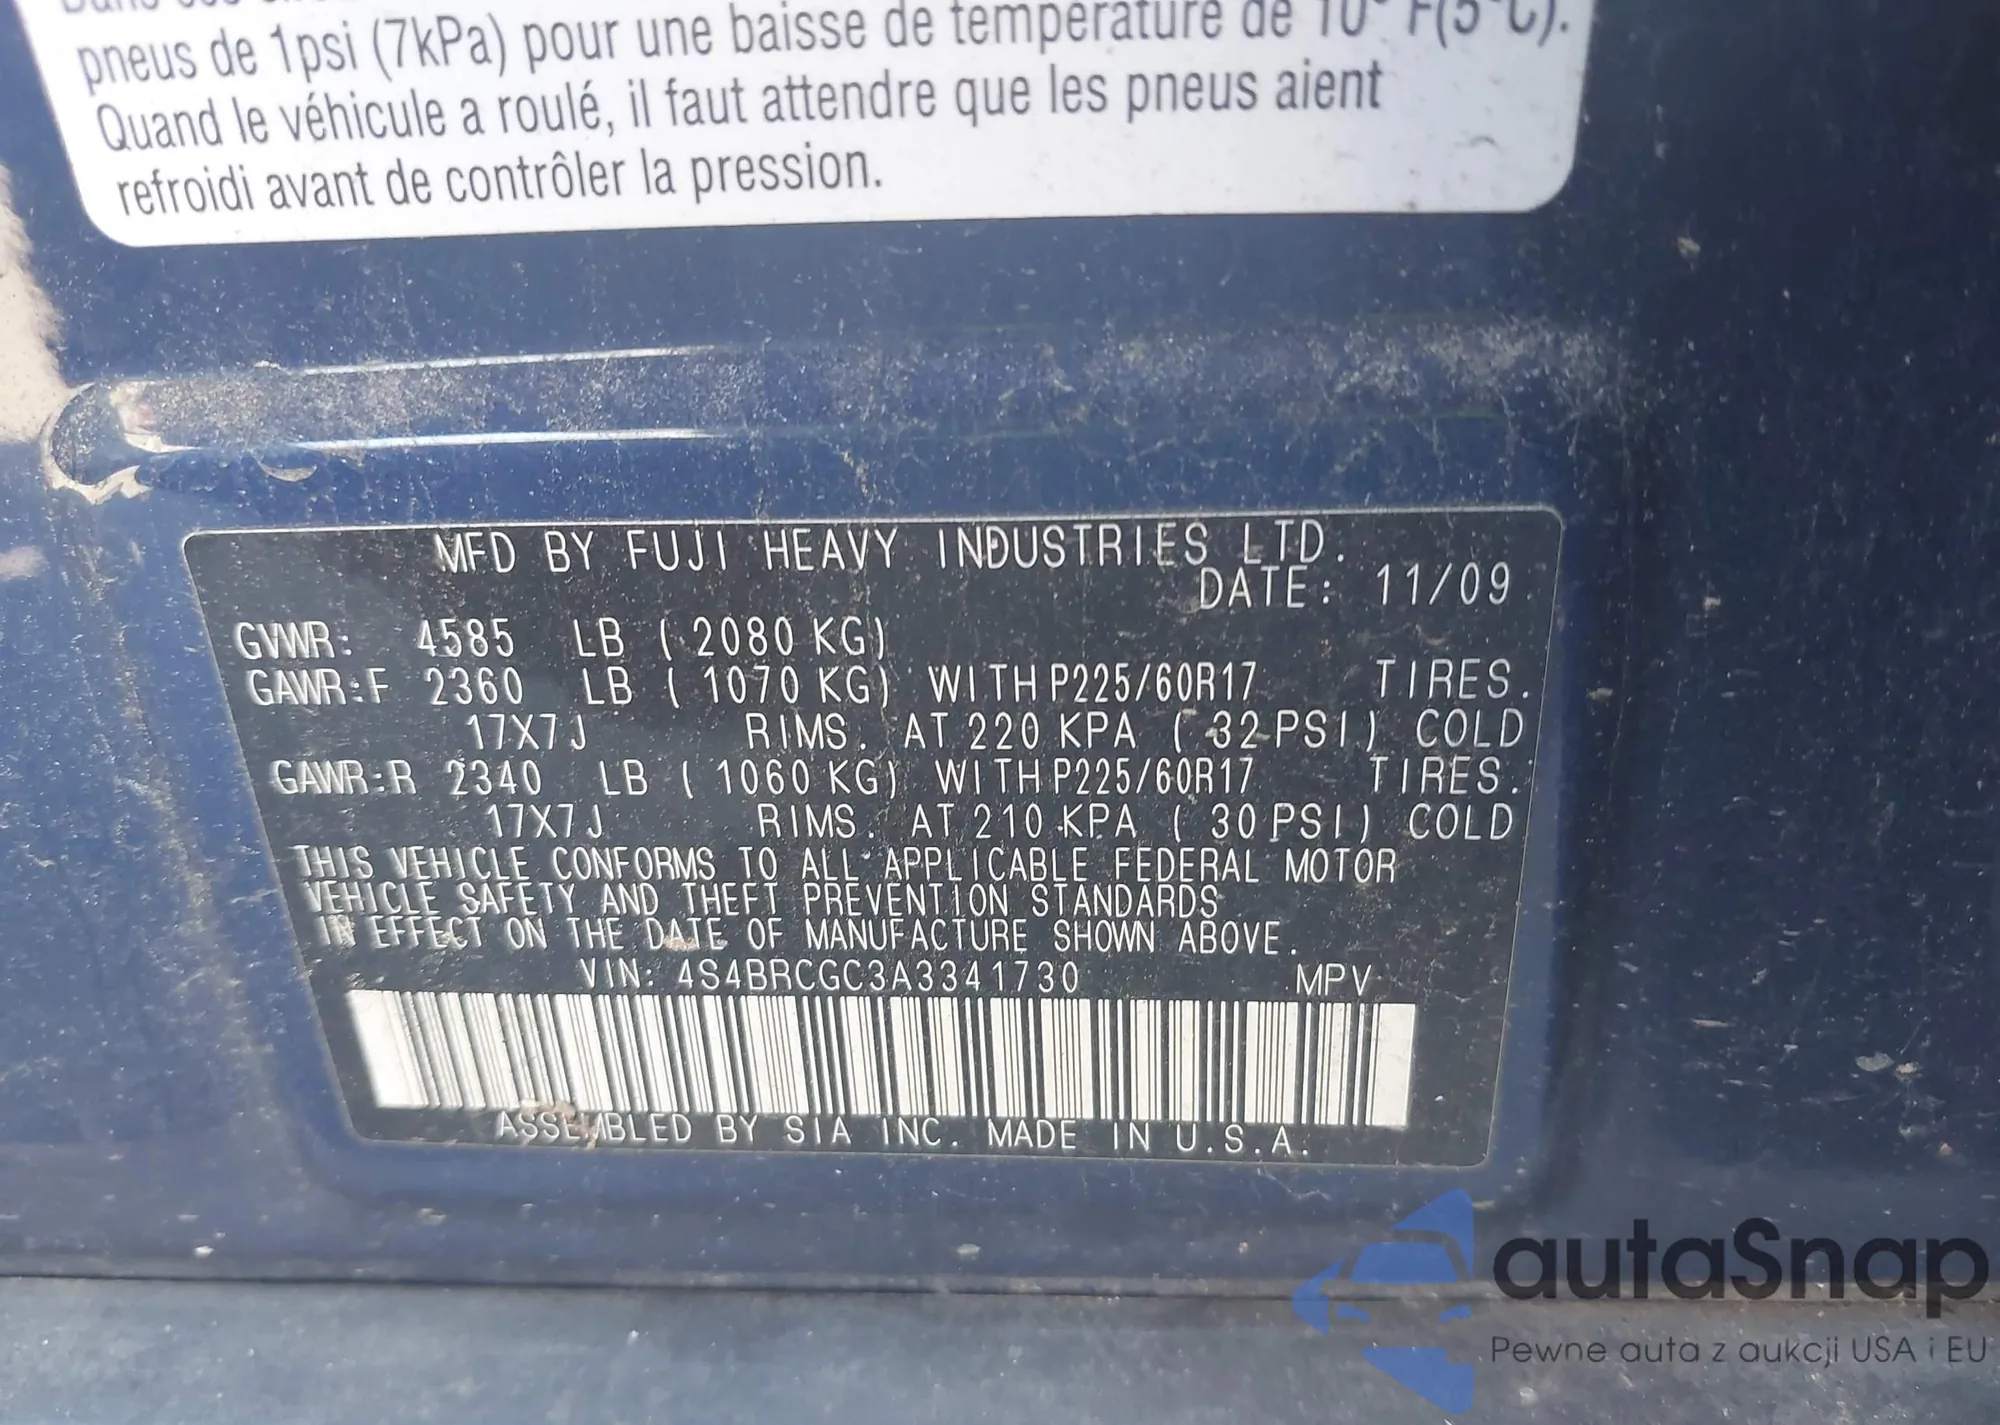 pneus de 1psi (7kPa) pour une baisse de température de 10° F(5°C).
Quand le véhicule a roulé, il faut attendre que les pneus aient
refroidi avant de contrôler la pression.
MFD BY FUJI HEAVY INDUSTRIES LTD.
DATE: 11/09
GVWR: 4585 LB ( 2080 KG)
GAWR:F 2360 LB ( 1070 KG) WITH P225/60R17 TIRES.
17X7J RIMS. AT 220 KPA ( 32 PSI) COLD
GAWR:R 2340 LB ( 1060 KG) WITH P225/60R17 TIRES.
17X7J RIMS. AT 210 KPA ( 30 PSI) COLD
THIS VEHICLE CONFORMS TO ALL APPLICABLE FEDERAL MOTOR
VEHICLE SAFETY AND THEFT PREVENTION STANDARDS
IN EFFECT ON THE DATE OF MANUFACTURE SHOWN ABOVE.
VIN: 4S4BRCGC3A3341730 MPV
ASSEMBLED BY SIA INC. MADE IN U.S.A.
autaSnap
Pewne auta z aukcji USA i EU